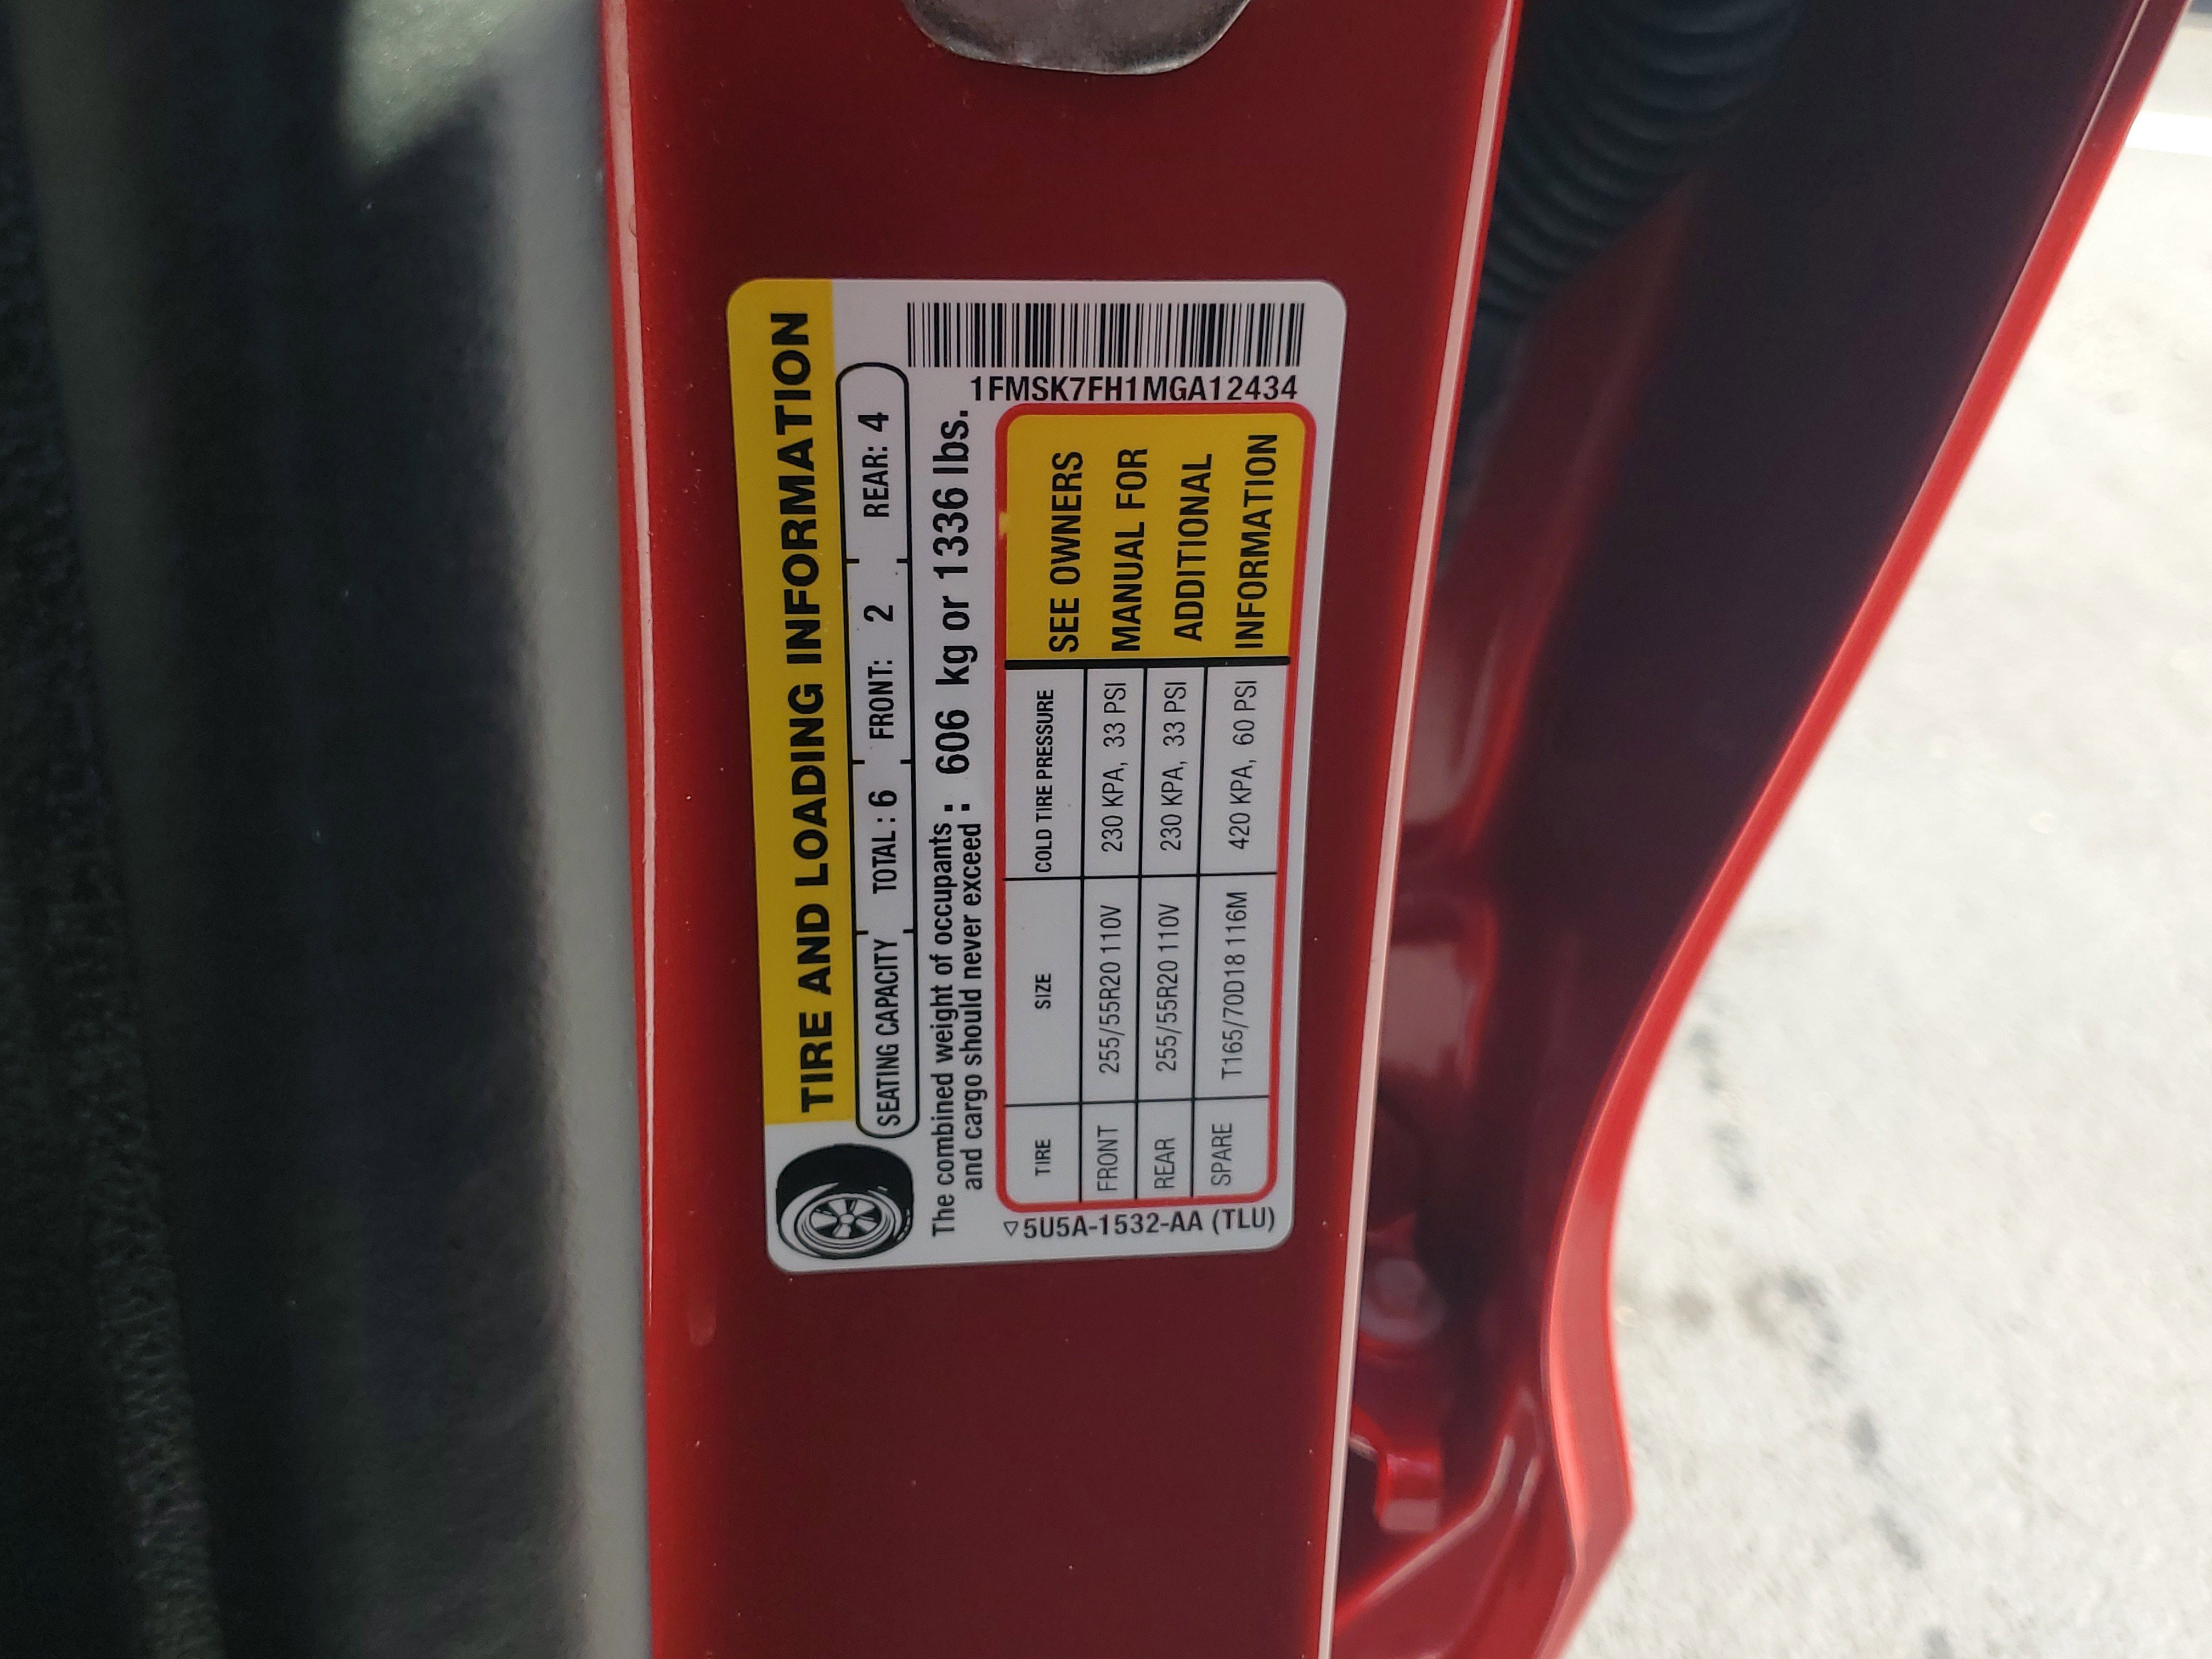 TIRE AND LOADING INFORMATION
SEATING CAPACITY TOTAL : 6 FRONT: 2 REAR: 4
The combined weight of occupants
and cargo should never exceed : 606 kg or 1336 lbs.
TIRE SIZE COLD TIRE PRESSURE
FRONT 255/55R20 110V 230 KPA, 33 PSI
REAR 255/55R20 110V 230 KPA, 33 PSI
SPARE T165/70D18 116M 420 KPA, 60 PSI
SEE OWNERS
MANUAL FOR
ADDITIONAL
INFORMATION
▽5U5A-1532-AA (TLU)
1FMSK7FH1MGA12434